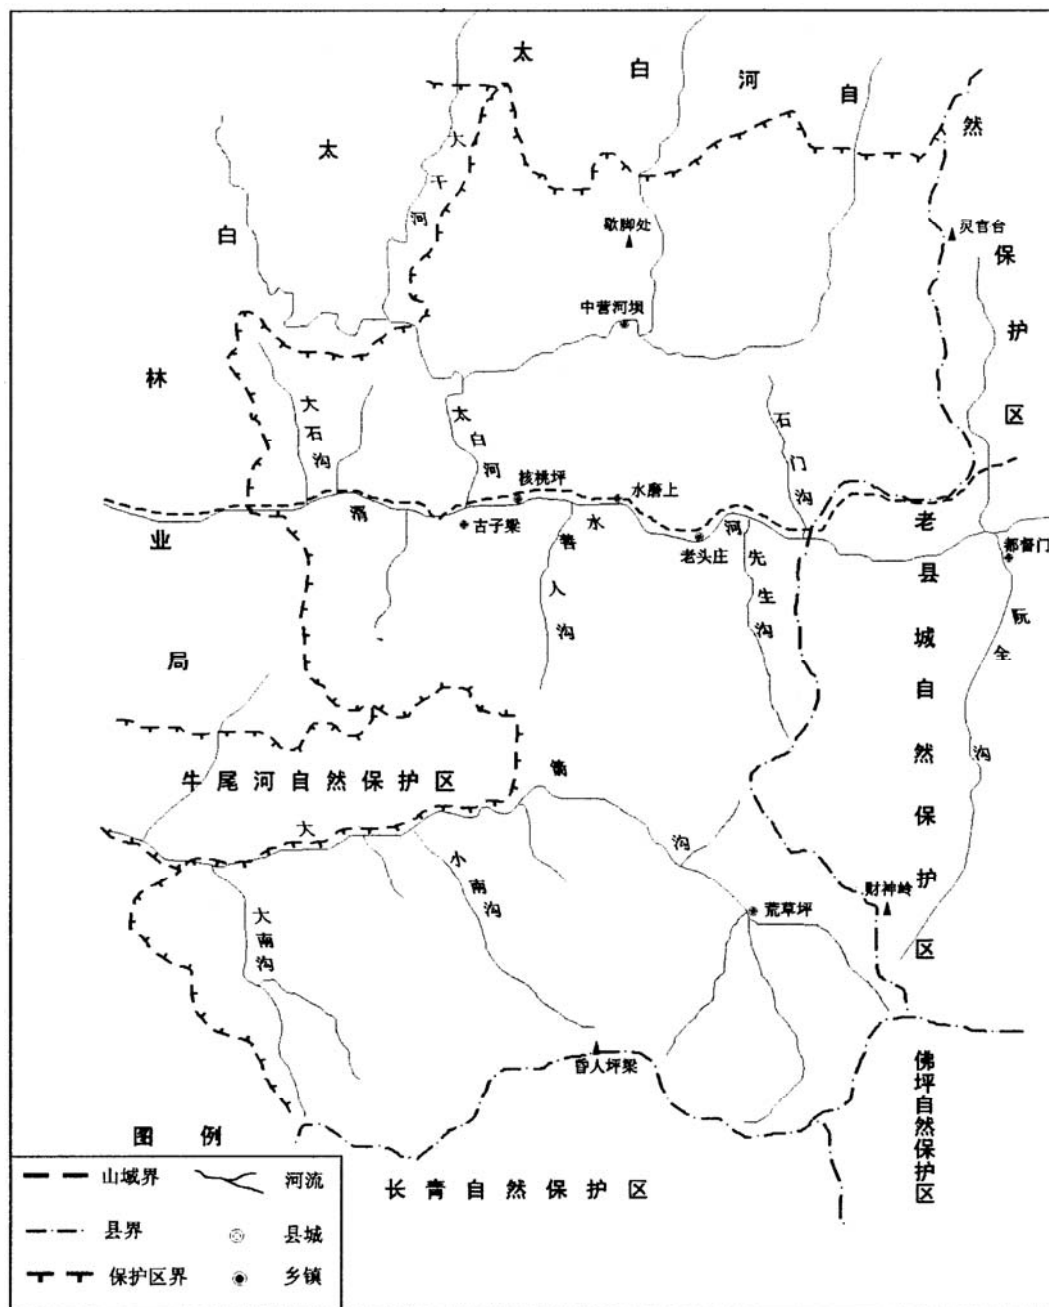 太白河自然保护区
太白林业局
大干河
歇脚处
灵官台
中营河坝
大石沟
太白河
石门沟
核桃坪
水磨上
湑水河
古子梁
老头庄
都督门
善人沟
先生沟
老县城自然保护区
全阮沟
牛尾河自然保护区
大镐沟
小南沟
大南沟
财神岭
荒草坪
昏人坪梁
佛坪自然保护区
长青自然保护区
图例
山域界
河流
县界
县城
保护区界
乡镇